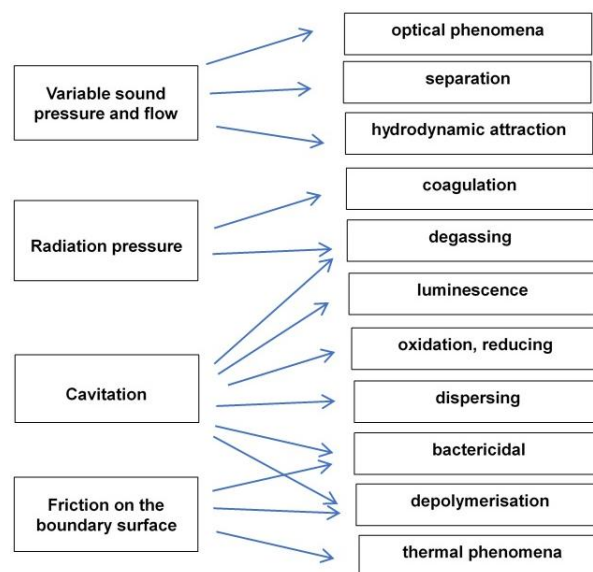 Variable sound
pressure and flow
Radiation pressure
Cavitation
Friction on the
boundary surface
optical phenomena
separation
hydrodynamic attraction
coagulation
degassing
luminescence
oxidation, reducing
dispersing
bactericidal
depolymerisation
thermal phenomena